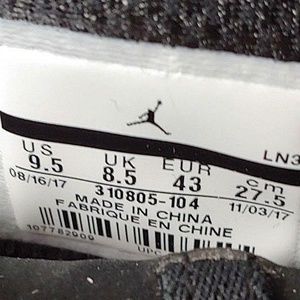 LN3
US UK EUR cm
9.5 8.5 43 27.5
08/16/17 310805-104 11/03/17
MADE IN CHINA
FABRIQUE EN CHINE
UPC